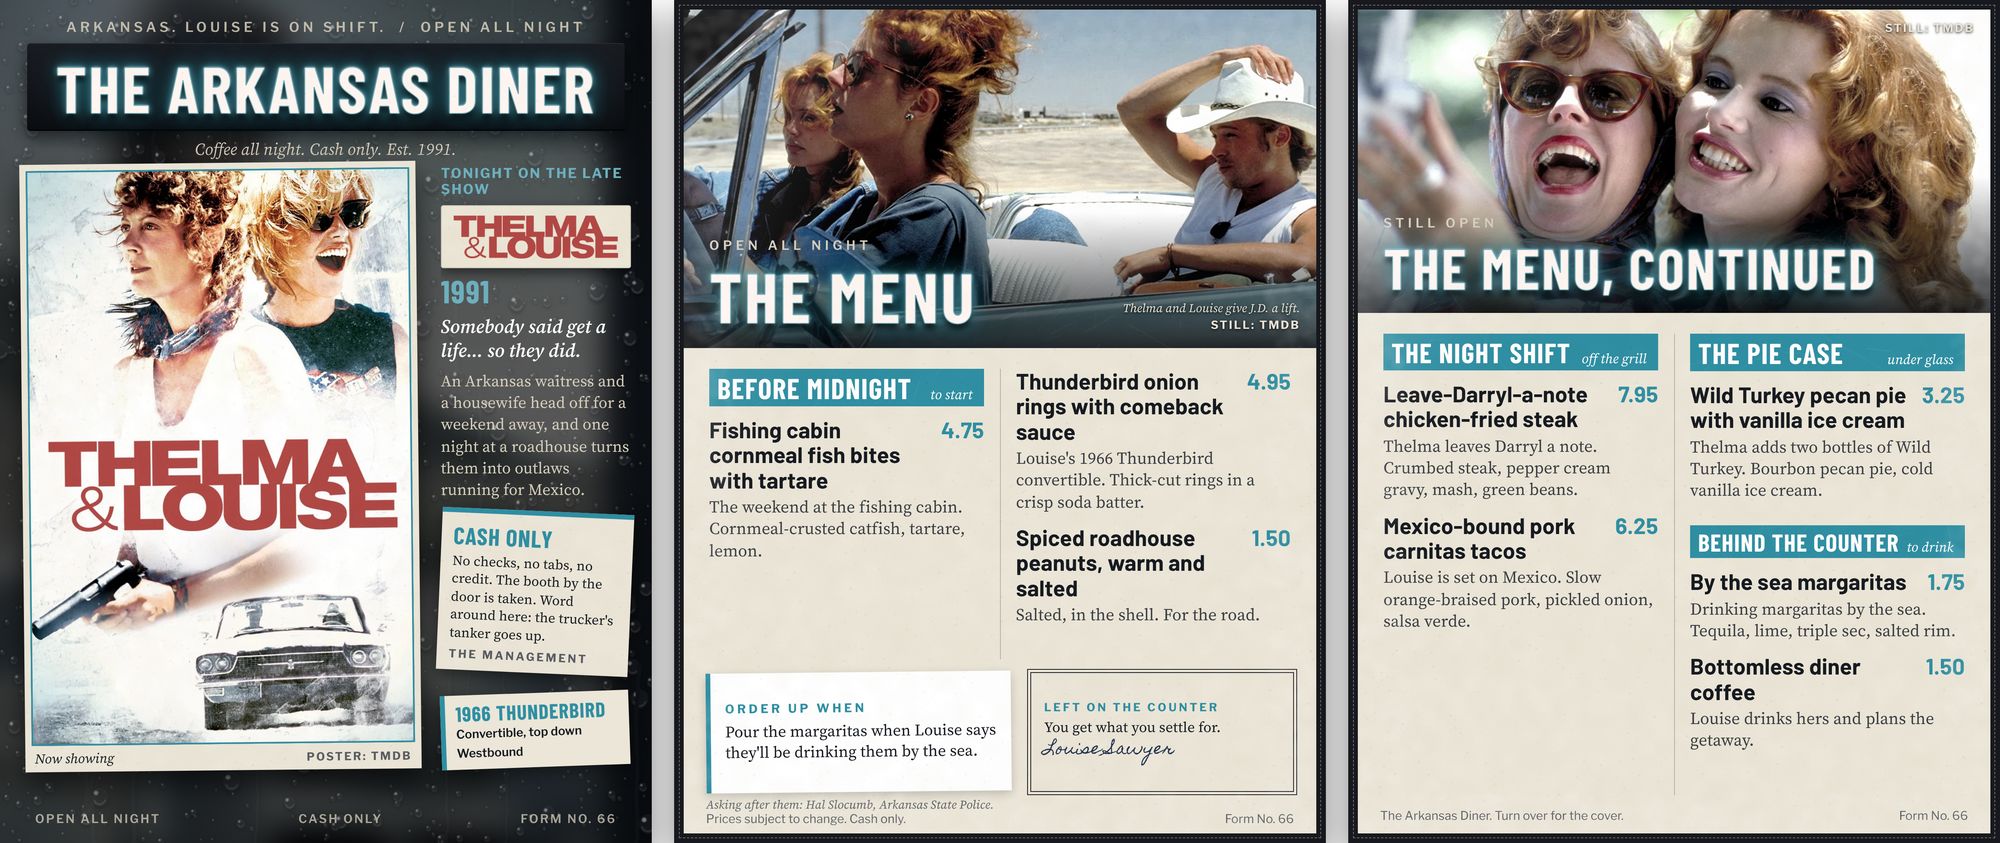 ARKANSAS. LOUISE IS ON SHIFT. / OPEN ALL NIGHT
THE ARKANSAS DINER
Coffee all night. Cash only. Est. 1991.
THELMA
&LOUISE
Now showing
POSTER: TMDB
TONIGHT ON THE LATE
SHOW
THELMA
&LOUISE
1991
Somebody said get a
life... so they did.
An Arkansas waitress and
a housewife head off for a
weekend away, and one
night at a roadhouse turns
them into outlaws
running for Mexico.
CASH ONLY
No checks, no tabs, no
credit. The booth by the
door is taken. Word
around here: the trucker's
tanker goes up.
THE MANAGEMENT
1966 THUNDERBIRD
Convertible, top down
Westbound
OPEN ALL NIGHT
CASH ONLY
FORM NO. 66
OPEN ALL NIGHT
THE MENU
Thelma and Louise give J.D. a lift.
STILL: TMDB
BEFORE MIDNIGHT to start
Fishing cabin 4.75
cornmeal fish bites
with tartare
The weekend at the fishing cabin.
Cornmeal-crusted catfish, tartare,
lemon.
Thunderbird onion 4.95
rings with comeback
sauce
Louise's 1966 Thunderbird
convertible. Thick-cut rings in a
crisp soda batter.
Spiced roadhouse 1.50
peanuts, warm and
salted
Salted, in the shell. For the road.
ORDER UP WHEN
Pour the margaritas when Louise says
they'll be drinking them by the sea.
LEFT ON THE COUNTER
You get what you settle for.
Louise Sawyer
Asking after them: Hal Slocumb, Arkansas State Police.
Prices subject to change. Cash only.
Form No. 66
STILL: TMDB
STILL OPEN
THE MENU, CONTINUED
THE NIGHT SHIFT off the grill
Leave-Darryl-a-note 7.95
chicken-fried steak
Thelma leaves Darryl a note.
Crumbed steak, pepper cream
gravy, mash, green beans.
Mexico-bound pork 6.25
carnitas tacos
Louise is set on Mexico. Slow
orange-braised pork, pickled onion,
salsa verde.
THE PIE CASE under glass
Wild Turkey pecan pie 3.25
with vanilla ice cream
Thelma adds two bottles of Wild
Turkey. Bourbon pecan pie, cold
vanilla ice cream.
BEHIND THE COUNTER to drink
By the sea margaritas 1.75
Drinking margaritas by the sea.
Tequila, lime, triple sec, salted rim.
Bottomless diner 1.50
coffee
Louise drinks hers and plans the
getaway.
The Arkansas Diner. Turn over for the cover.
Form No. 66